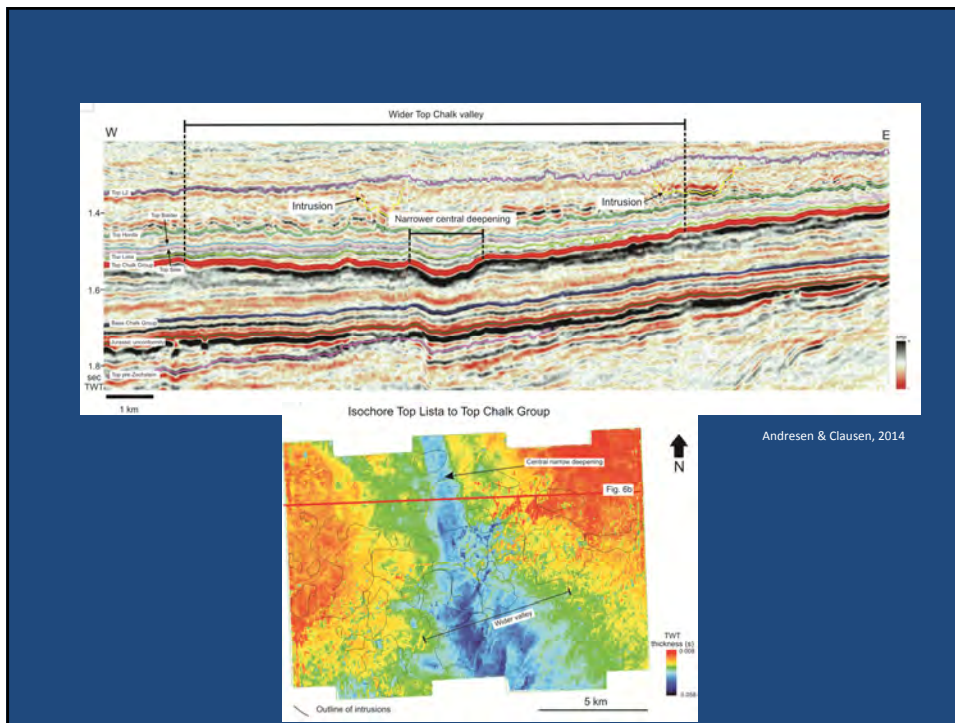 Wider Top Chalk valley
W
E
Top L2
Intrusion
Intrusion
1.4
Top Balder
Narrower central deepening
Top Horda
Top Lista
Top Chalk Group
Top Sele
1.6
Base Chalk Group
Jurassic unconformity
1.8
Top pre-Zechstein
sec
TWT
1 km
Isochore Top Lista to Top Chalk Group
Andresen & Clausen, 2014
Central narrow deepening
N
Fig. 6b
Wider valley
TWT
thickness (s)
0.058
5 km
Outline of intrusions